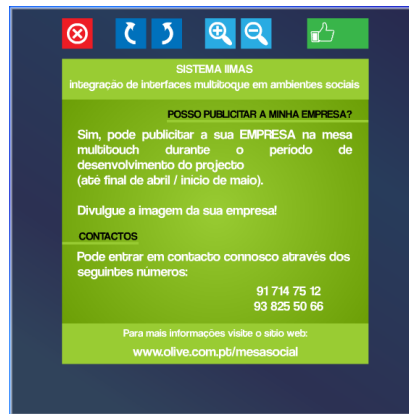 SISTEMA IIMAS
integração de interfaces multitoque em ambientes sociais
POSSO PUBLICITAR A MINHA EMPRESA?
Sim, pode publicitar a sua EMPRESA na mesa
multitouch durante o período de
desenvolvimento do projecto
(até final de abril / início de maio).
Divulgue a imagem da sua empresa!
CONTACTOS
Pode entrar em contacto connosco através dos
seguintes números:
91 714 75 12
93 825 50 66
Para mais informações visite o sítio web:
www.olive.com.pt/mesasocial